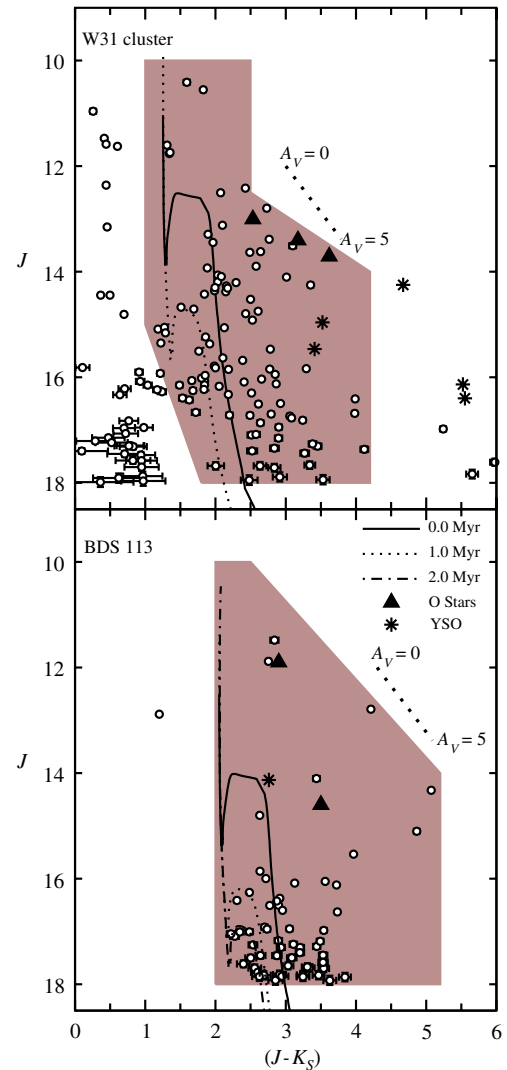 W31 cluster
10
12
14
16
18
J
A_V = 0
A_V = 5
BDS 113
0.0 Myr
1.0 Myr
2.0 Myr
O Stars
YSO
10
12
14
16
18
J
A_V = 0
A_V = 5
0 1 2 3 4 5 6
(J - K_S)